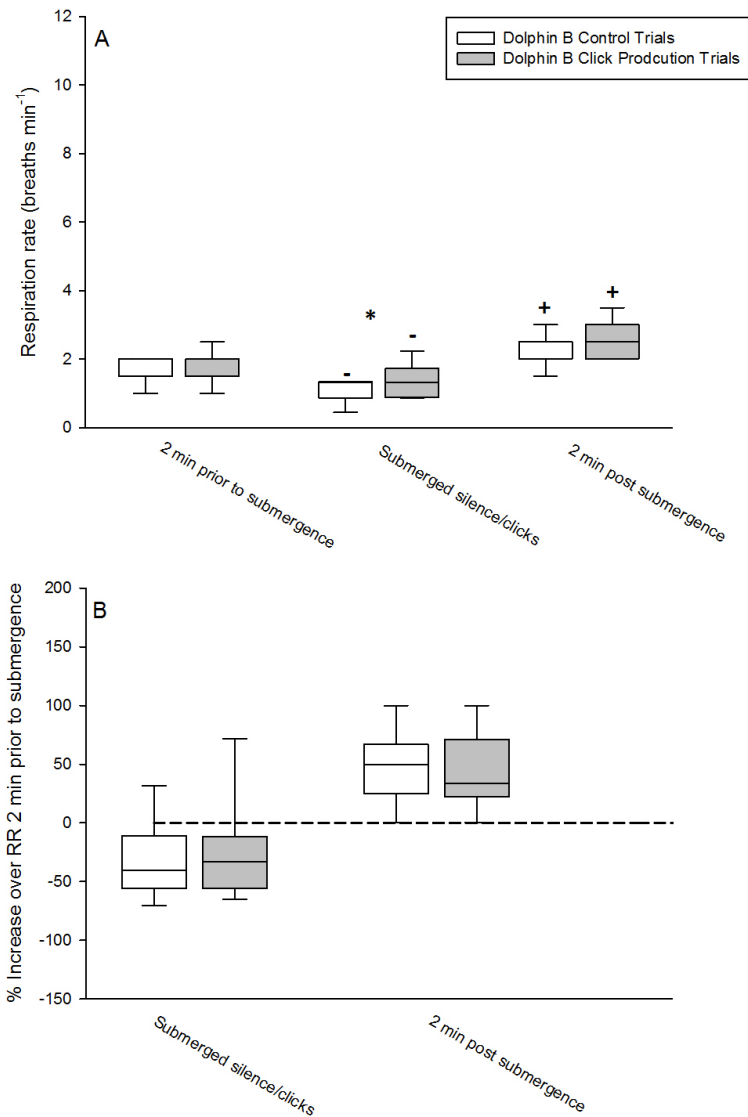 A
Dolphin B Control Trials
Dolphin B Click Prodcution Trials
12
10
8
6
4
2
0
Respiration rate (breaths min⁻¹)
*
-
-
+
+
2 min prior to submergence
Submerged silence/clicks
2 min post submergence
B
200
150
100
50
0
-50
-100
-150
% Increase over RR 2 min prior to submergence
Submerged silence/clicks
2 min post submergence